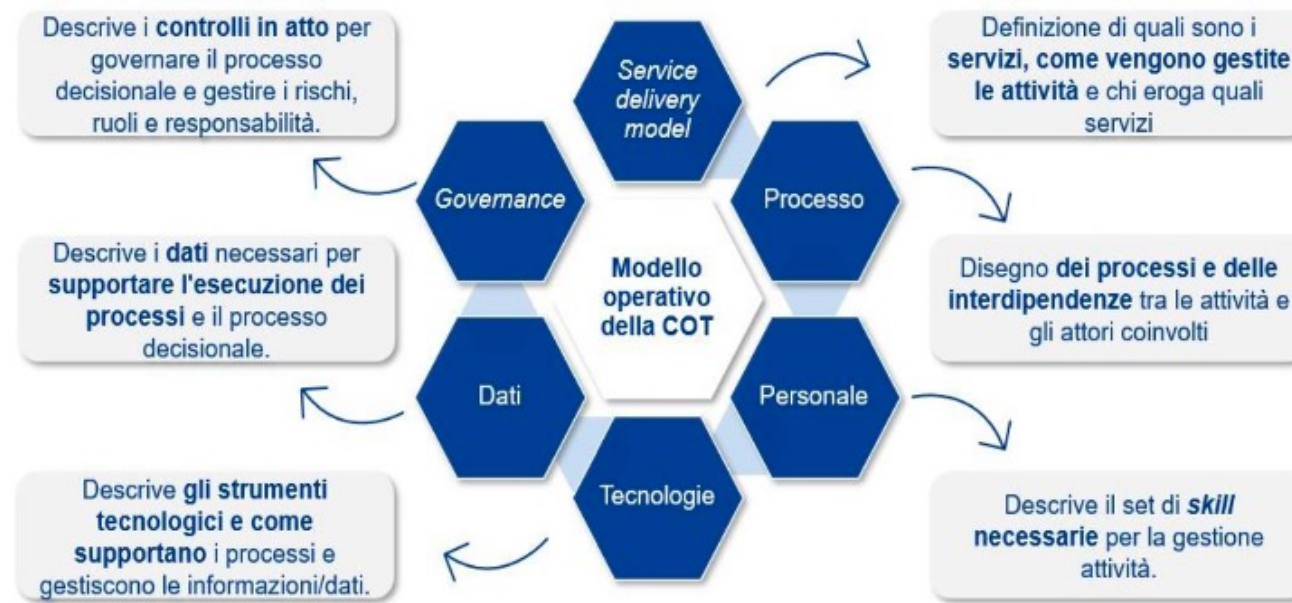 Descrive i controlli in atto per
governare il processo
decisionale e gestire i rischi,
ruoli e responsabilità.
Service
delivery
model
Definizione di quali sono i
servizi, come vengono gestite
le attività e chi eroga quali
servizi
Governance
Processo
Descrive i dati necessari per
supportare l'esecuzione dei
processi e il processo
decisionale.
Modello
operativo
della COT
Disegno dei processi e delle
interdipendenze tra le attività e
gli attori coinvolti
Dati
Personale
Descrive gli strumenti
tecnologici e come
supportano i processi e
gestiscono le informazioni/dati.
Tecnologie
Descrive il set di skill
necessarie per la gestione
attività.